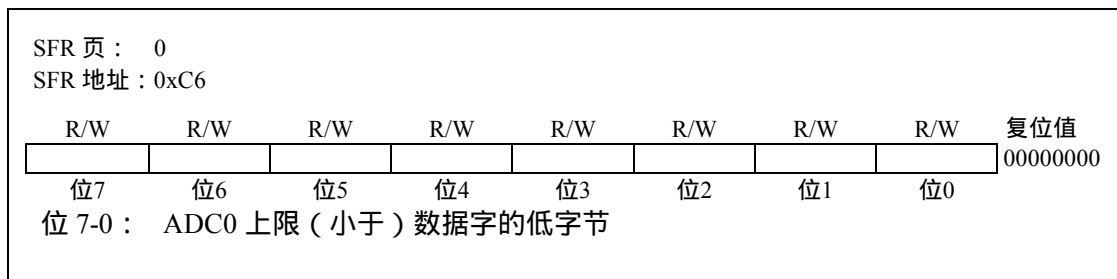 SFR 页： 0
SFR 地址：0xC6
R/W R/W R/W R/W R/W R/W R/W R/W 复位值
00000000
位7 位6 位5 位4 位3 位2 位1 位0
位 7-0： ADC0 上限（小于）数据字的低字节